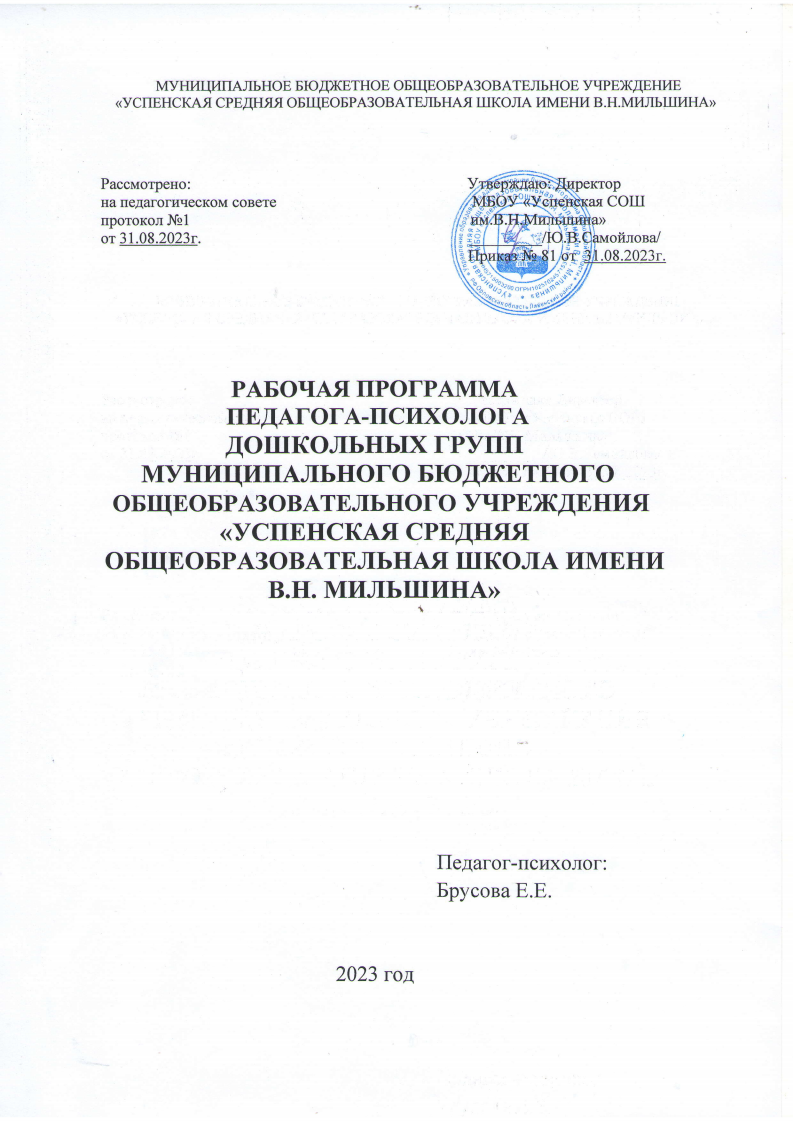 МУНИЦИПАЛЬНОЕ БЮДЖЕТНОЕ ОБЩЕОБРАЗОВАТЕЛЬНОЕ УЧРЕЖДЕНИЕ
«УСПЕНСКАЯ СРЕДНЯЯ ОБЩЕОБРАЗОВАТЕЛЬНАЯ ШКОЛА ИМЕНИ В.Н.МИЛЬШИНА»
Рассмотрено:
на педагогическом совете
протокол №1
от 31.08.2023г.
Утверждаю: Директор
МБОУ «Успенская СОШ
им.В.Н.Мильшина»
/Ю.В.Самойлова/
Приказ № 81 от 31.08.2023г.
РАБОЧАЯ ПРОГРАММА
ПЕДАГОГА-ПСИХОЛОГА
ДОШКОЛЬНЫХ ГРУПП
МУНИЦИПАЛЬНОГО БЮДЖЕТНОГО
ОБЩЕОБРАЗОВАТЕЛЬНОГО УЧРЕЖДЕНИЯ
«УСПЕНСКАЯ СРЕДНЯЯ
ОБЩЕОБРАЗОВАТЕЛЬНАЯ ШКОЛА ИМЕНИ
В.Н. МИЛЬШИНА»
Педагог-психолог:
Брусова Е.Е.
2023 год